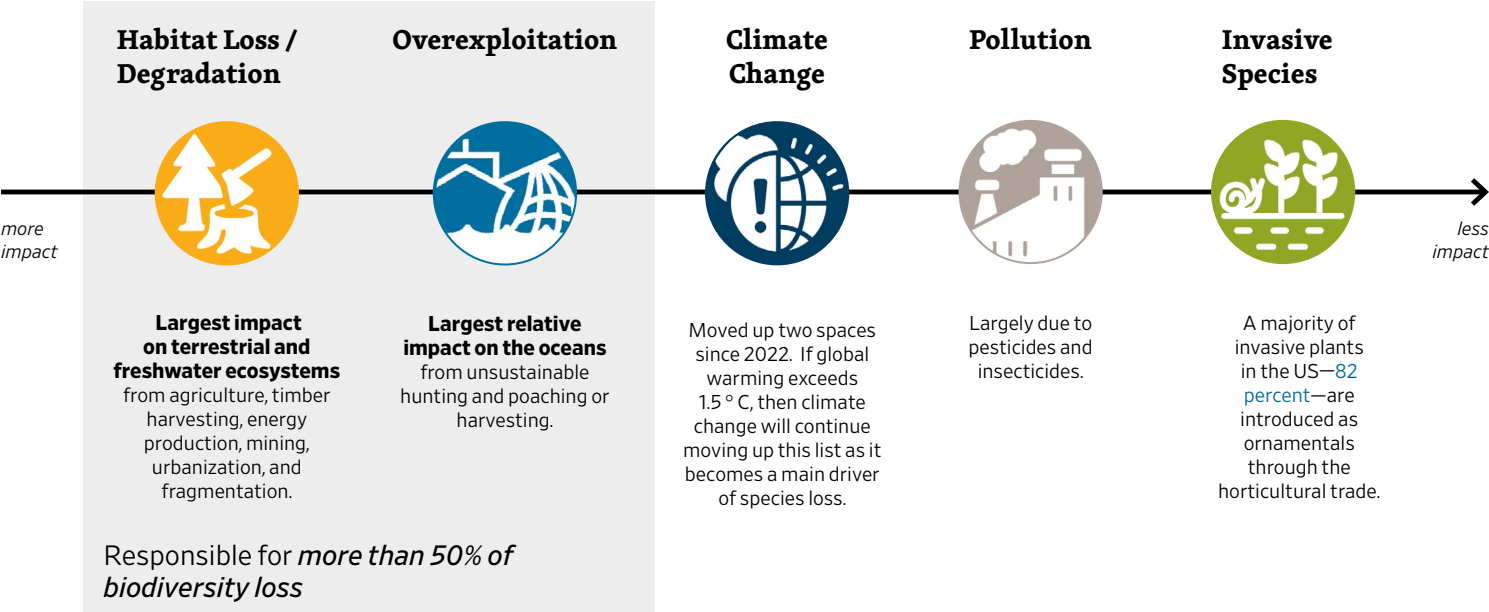 Habitat Loss /
Degradation
Overexploitation
Climate
Change
Pollution
Invasive
Species
more
impact
less
impact
Largest impact
on terrestrial and
freshwater ecosystems
from agriculture, timber
harvesting, energy
production, mining,
urbanization, and
fragmentation.
Largest relative
impact on the oceans
from unsustainable
hunting and poaching or
harvesting.
Moved up two spaces
since 2022. If global
warming exceeds
1.5 ° C, then climate
change will continue
moving up this list as it
becomes a main driver
of species loss.
Largely due to
pesticides and
insecticides.
A majority of
invasive plants
in the US—82
percent—are
introduced as
ornamentals
through the
horticultural trade.
Responsible for more than 50% of
biodiversity loss